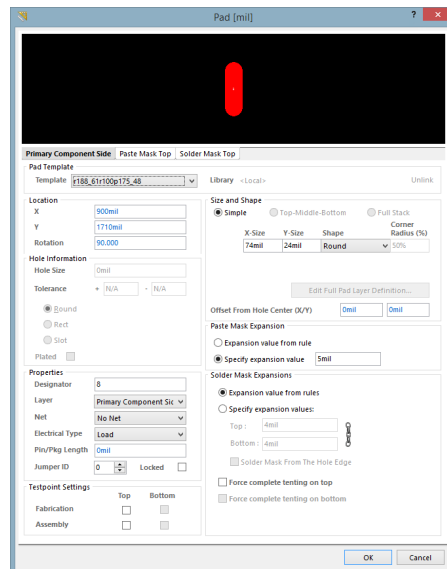 Pad [mil]
? ×
Primary Component Side Paste Mask Top Solder Mask Top
Pad Template
Template r188_61r100p175_48 Library <Local> Unlink
Location
X 900mil
Y 1710mil
Rotation 90.000
Size and Shape
Simple Top-Middle-Bottom Full Stack
X-Size Y-Size Shape Corner Radius (%)
74mil 24mil Round 50%
Edit Full Pad Layer Definition...
Offset From Hole Center (X/Y) 0mil 0mil
Hole Information
Hole Size 0mil
Tolerance + N/A - N/A
Round
Rect
Slot
Plated
Paste Mask Expansion
Expansion value from rule
Specify expansion value 5mil
Properties
Designator 8
Layer Primary Component Sic
Net No Net
Electrical Type Load
Pin/Pkg Length 0mil
Jumper ID 0 Locked
Solder Mask Expansions
Expansion value from rules
Specify expansion values:
Top : 4mil
Bottom : 4mil
Solder Mask From The Hole Edge
Force complete tenting on top
Force complete tenting on bottom
Testpoint Settings
Top Bottom
Fabrication
Assembly
OK Cancel